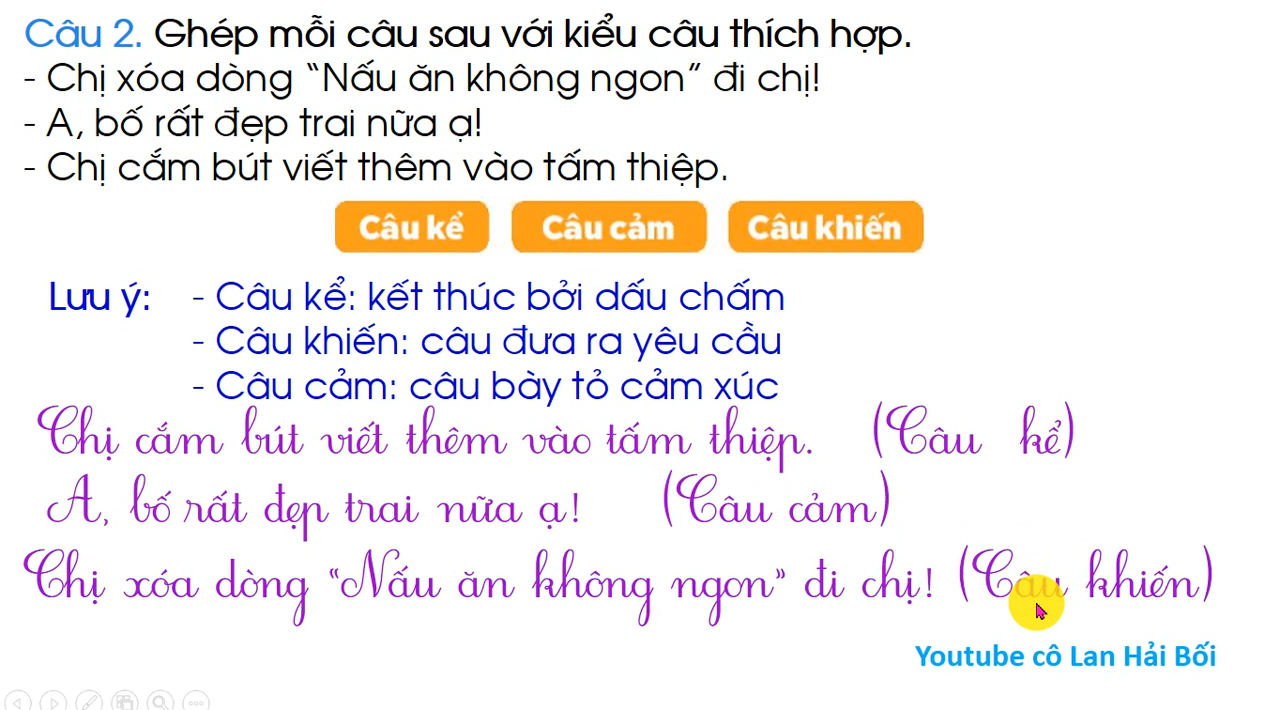 Câu 2. Ghép mỗi câu sau với kiểu câu thích hợp.
- Chị xóa dòng “Nấu ăn không ngon” đi chị!
- A, bố rất đẹp trai nữa ạ!
- Chị cắm bút viết thêm vào tấm thiệp.
Câu kể Câu cảm Câu khiến
Lưu ý: - Câu kể: kết thúc bởi dấu chấm
- Câu khiến: câu đưa ra yêu cầu
- Câu cảm: câu bày tỏ cảm xúc
Chị cắm bút viết thêm vào tấm thiệp. (Câu kể)
A, bố rất đẹp trai nữa ạ! (Câu cảm)
Chị xóa dòng “Nấu ăn không ngon” đi chị! (Câu khiến)
Youtube cô Lan Hải Bối